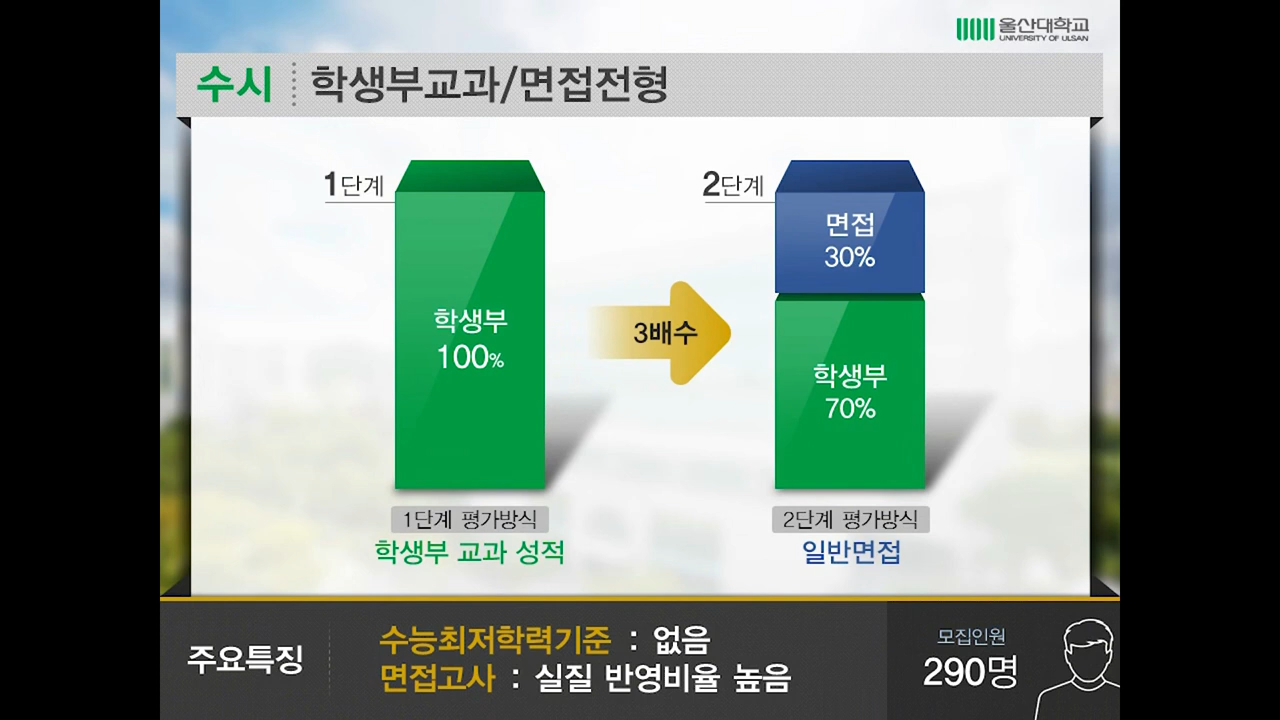 울산대학교
UNIVERSITY OF ULSAN
수시
학생부교과/면접전형
1단계
학생부
100%
3배수
2단계
면접
30%
학생부
70%
1단계 평가방식
학생부 교과 성적
2단계 평가방식
일반면접
주요특징
수능최저학력기준 : 없음
면접고사 : 실질 반영비율 높음
모집인원
290명